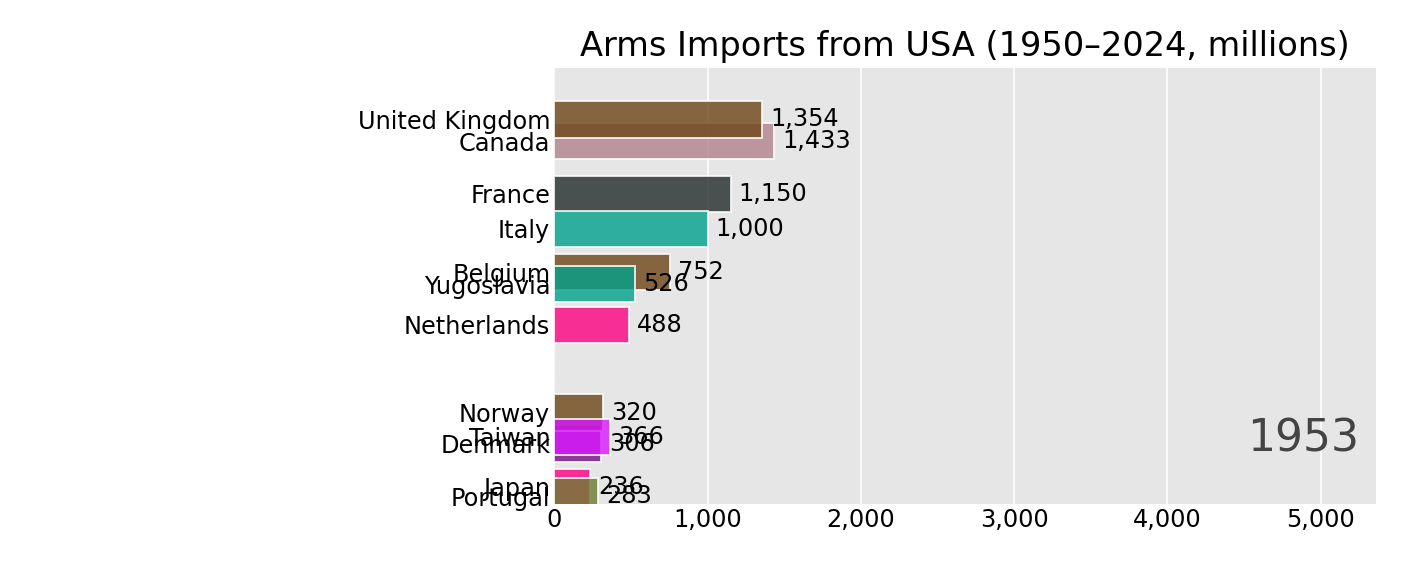 Arms Imports from USA (1950–2024, millions)
United Kingdom 1,354
Canada 1,433
France 1,150
Italy 1,000
Belgium 752
Yugoslavia 526
Netherlands 488
Norway 320
Taiwan 366
Denmark 306
1953
Japan 236
Portugal 283
0 1,000 2,000 3,000 4,000 5,000